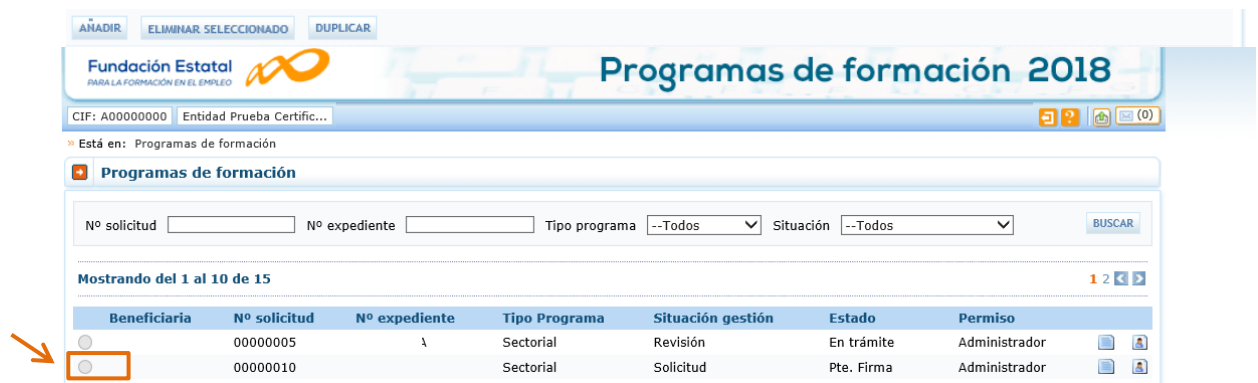 AÑADIR ELIMINAR SELECCIONADO DUPLICAR
Fundación Estatal
PARA LA FORMACIÓN EN EL EMPLEO
Programas de formación 2018
CIF: A00000000 Entidad Prueba Certific... (0)
» Está en: Programas de formación
Programas de formación
Nº solicitud Nº expediente Tipo programa --Todos Situación --Todos BUSCAR
Mostrando del 1 al 10 de 15 1 2
Beneficiaria Nº solicitud Nº expediente Tipo Programa Situación gestión Estado Permiso
00000005 Sectorial Revisión En trámite Administrador
00000010 Sectorial Solicitud Pte. Firma Administrador